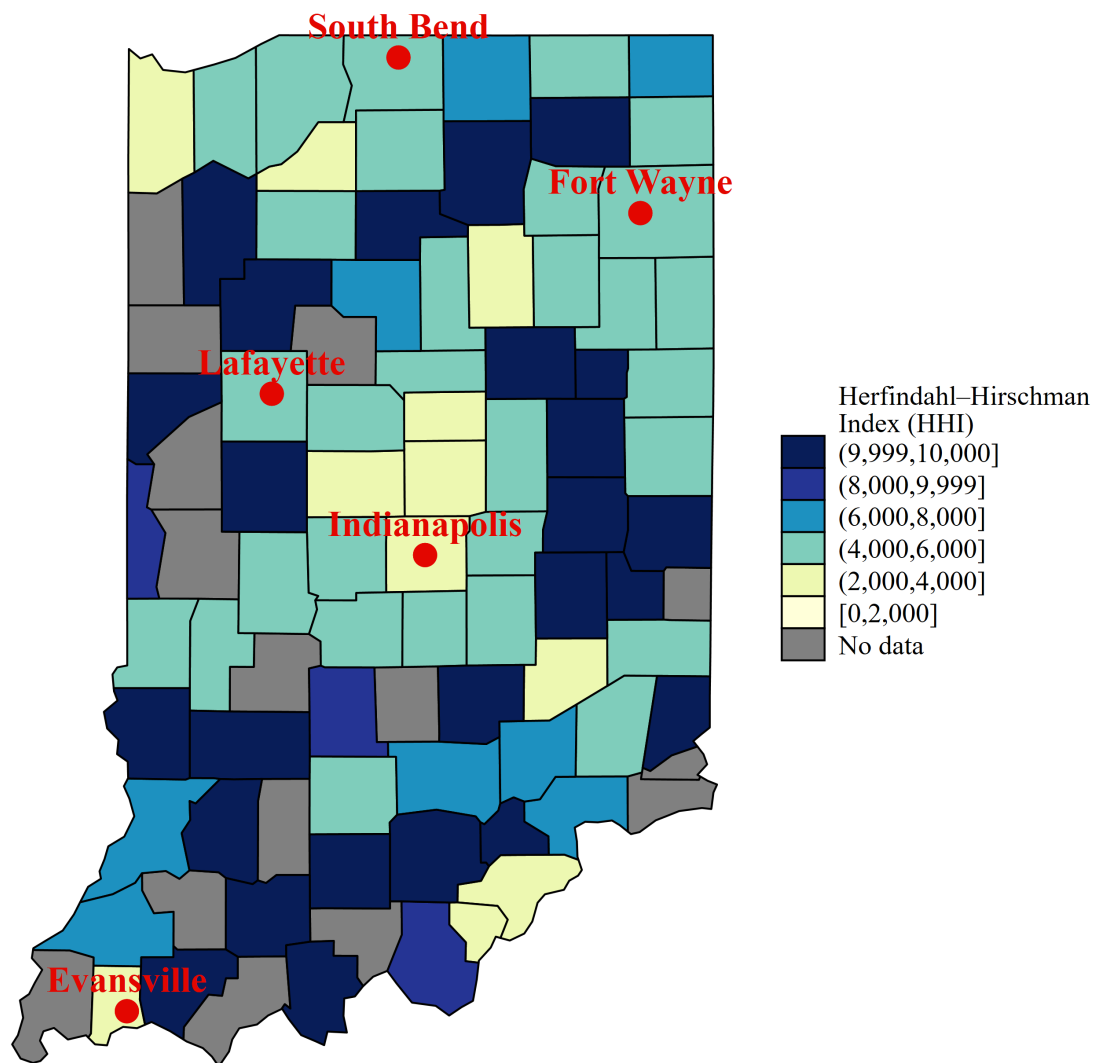 South Bend
Fort Wayne
Lafayette
Indianapolis
Evansville
Herfindahl–Hirschman
Index (HHI)
(9,999,10,000]
(8,000,9,999]
(6,000,8,000]
(4,000,6,000]
(2,000,4,000]
[0,2,000]
No data